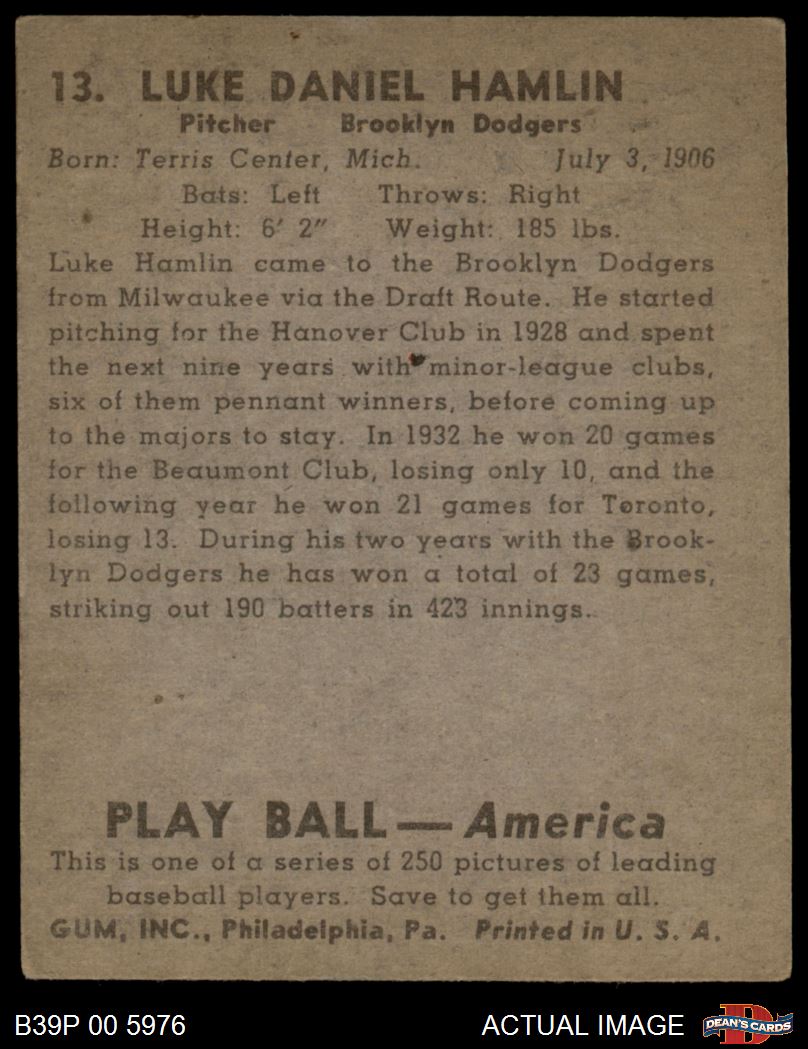 13. LUKE DANIEL HAMLIN
Pitcher Brooklyn Dodgers
Born: Terris Center, Mich. July 3, 1906
Bats: Left Throws: Right
Height: 6′ 2″ Weight: 185 lbs.
Luke Hamlin came to the Brooklyn Dodgers
from Milwaukee via the Draft Route. He started
pitching for the Hanover Club in 1928 and spent
the next nine years with minor-league clubs,
six of them pennant winners, before coming up
to the majors to stay. In 1932 he won 20 games
for the Beaumont Club, losing only 10, and the
following year he won 21 games for Toronto,
losing 13. During his two years with the Brook-
lyn Dodgers he has won a total of 23 games,
striking out 190 batters in 423 innings.
PLAY BALL — America
This is one of a series of 250 pictures of leading
baseball players. Save to get them all.
GUM, INC., Philadelphia, Pa. Printed in U. S. A.
B39P 00 5976 ACTUAL IMAGE D DEAN'S CARDS